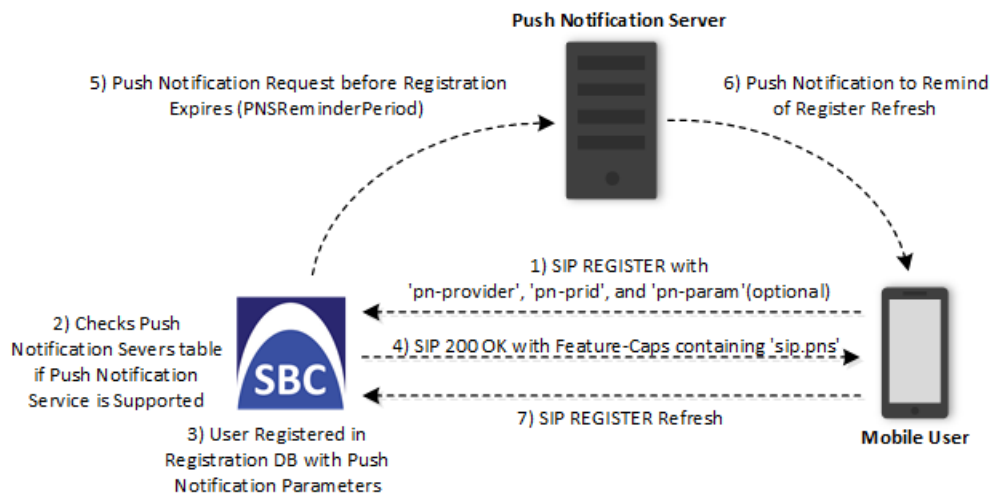 Push Notification Server
5) Push Notification Request before Registration
Expires (PNSReminderPeriod)
6) Push Notification to Remind
of Register Refresh
1) SIP REGISTER with
'pn-provider', 'pn-prid', and 'pn-param'(optional)
2) Checks Push
Notification Severs table
if Push Notification
Service is Supported
SBC
4) SIP 200 OK with Feature-Caps containing 'sip.pns'
7) SIP REGISTER Refresh
3) User Registered in
Registration DB with Push
Notification Parameters
Mobile User